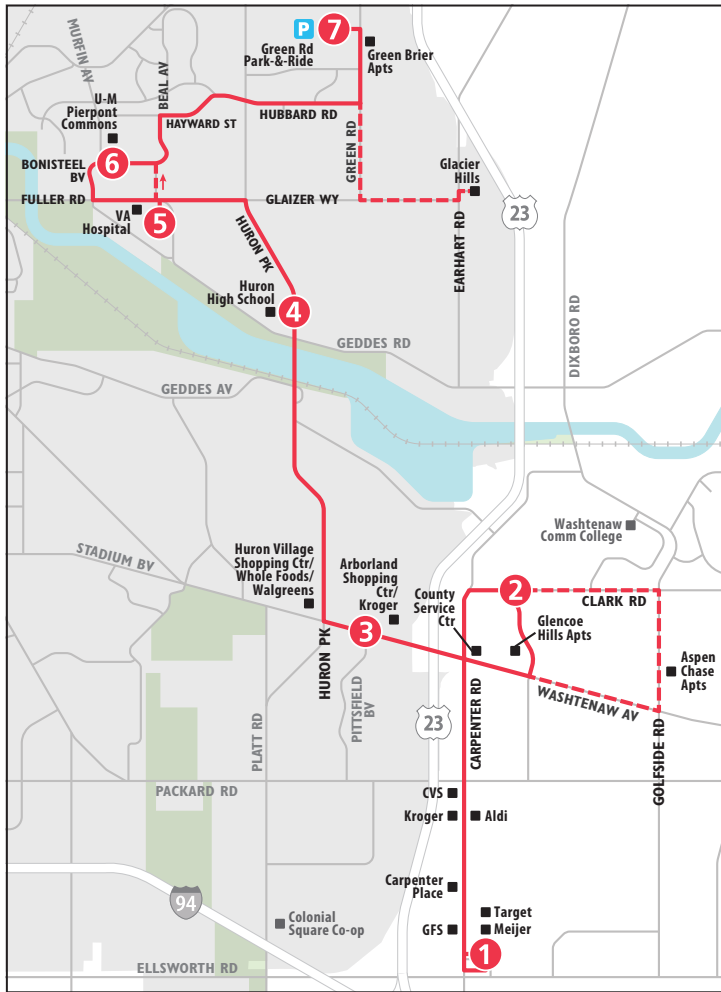 MURFIN AV
BEAL AV
P
7
Green Rd
Park-&-Ride
Green Brier
Apts
U-M
Pierpont
Commons
HAYWARD ST
HUBBARD RD
GREEN RD
BONISTEEL
BV
6
Glacier
Hills
FULLER RD
GLAIZER WY
VA
Hospital
5
23
EARHART RD
HURON PK
Huron
High School
4
GEDDES RD
DIXBORO RD
GEDDES AV
Washtenaw
Comm College
STADIUM BV
Huron Village
Shopping Ctr/
Whole Foods/
Walgreens
Arborland
Shopping
Ctr/
Kroger
County
Service
Ctr
2
CLARK RD
Glencoe
Hills Apts
3
Aspen
Chase
Apts
HURON PK
PITTSFIELD
BV
WASHTENAW AV
CARPENTER RD
PLATT RD
23
GOLFSIDE RD
PACKARD RD
CVS
Kroger
Aldi
Carpenter
Place
94
Colonial
Square Co-op
Target
GFS
Meijer
1
ELLSWORTH RD